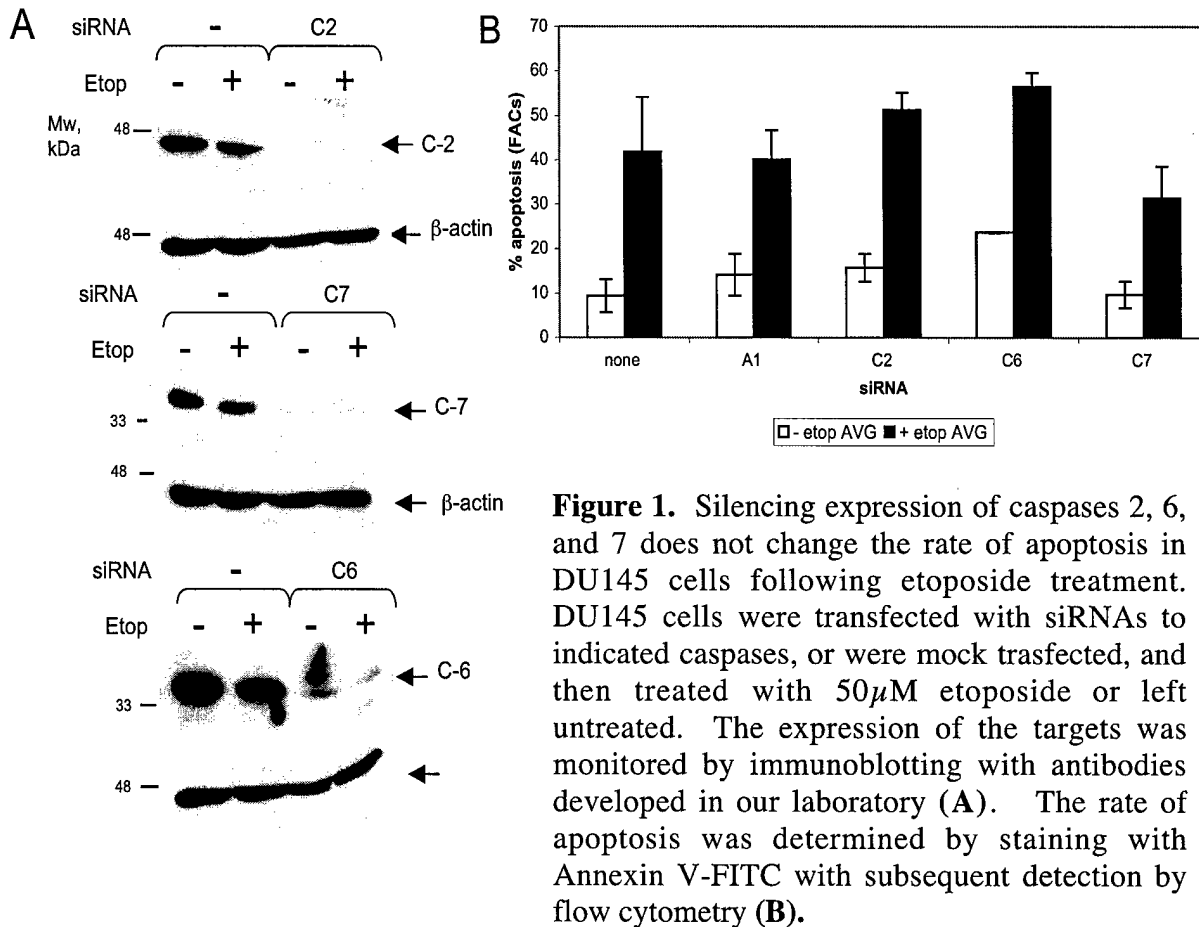 A
siRNA - C2
Etop - + - +
Mw, kDa
48
C-2
48
β-actin
siRNA - C7
Etop - + - +
33
C-7
48
β-actin
siRNA - C6
Etop - + - +
C-6
33
48
B
% apoptosis (FACs)
70
60
50
40
30
20
10
0
none A1 C2 C6 C7
siRNA
- etop AVG + etop AVG
Figure 1. Silencing expression of caspases 2, 6,
and 7 does not change the rate of apoptosis in
DU145 cells following etoposide treatment.
DU145 cells were transfected with siRNAs to
indicated caspases, or were mock trasfected, and
then treated with 50μM etoposide or left
untreated. The expression of the targets was
monitored by immunoblotting with antibodies
developed in our laboratory (A). The rate of
apoptosis was determined by staining with
Annexin V-FITC with subsequent detection by
flow cytometry (B).